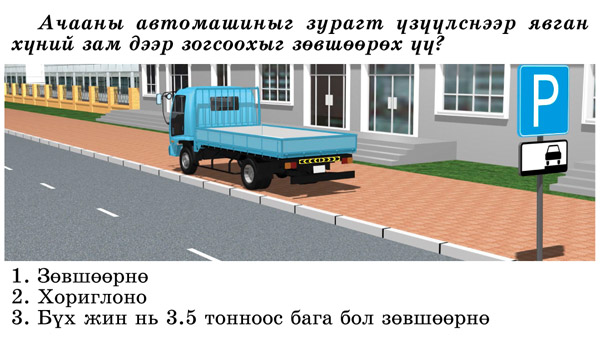 Ачааны автомашиныг зурагт үзүүлснээр явган
хүний зам дээр зогсоохыг зөвшөөрөх үү?
P
1. Зөвшөөрнө
2. Хориглоно
3. Бүх жин нь 3.5 тонноос бага бол зөвшөөрнө